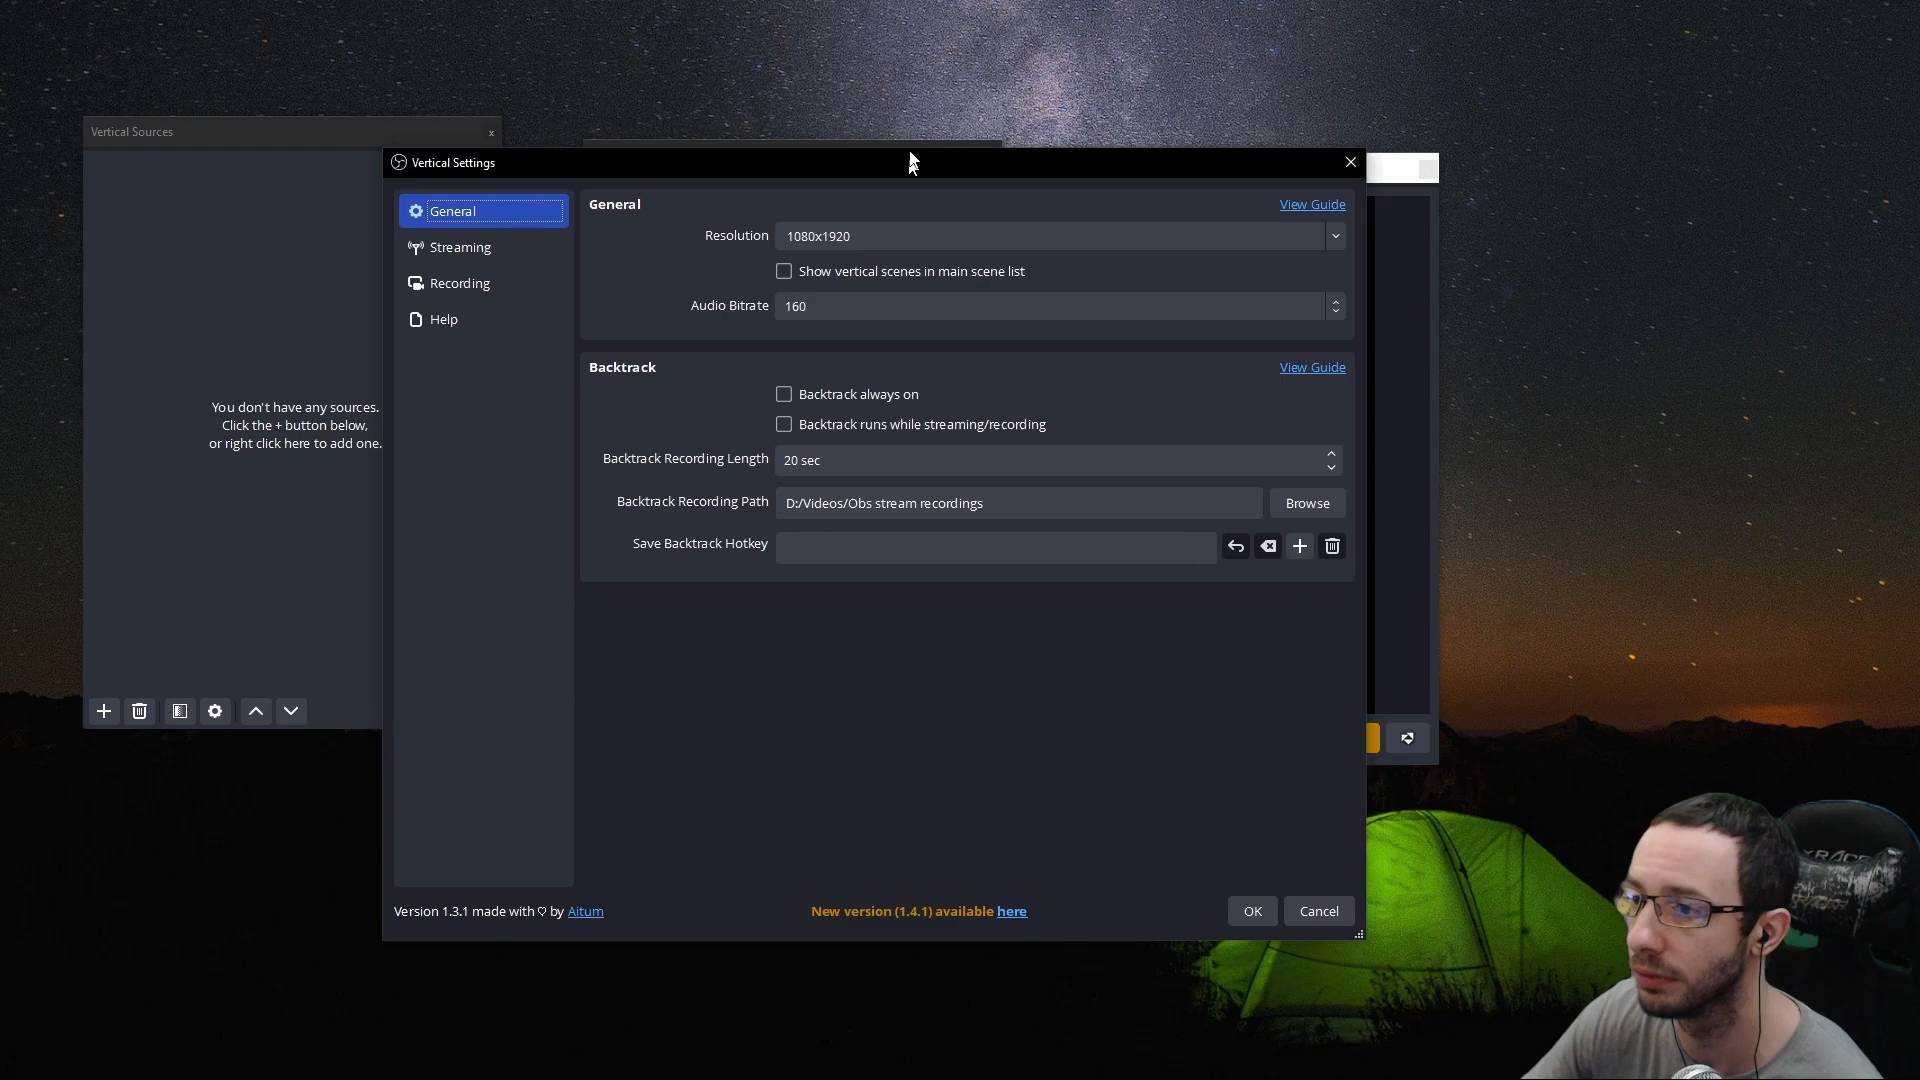 Vertical Sources
x
Vertical Settings
General
Streaming
Recording
Help
General
View Guide
Resolution
1080x1920
Show vertical scenes in main scene list
Audio Bitrate
160
Backtrack
View Guide
Backtrack always on
Backtrack runs while streaming/recording
Backtrack Recording Length
20 sec
Backtrack Recording Path
D:/Videos/Obs stream recordings
Browse
Save Backtrack Hotkey
You don't have any sources.
Click the + button below,
or right click here to add one.
Version 1.3.1 made with ♡ by Aitum
New version (1.4.1) available here
OK
Cancel